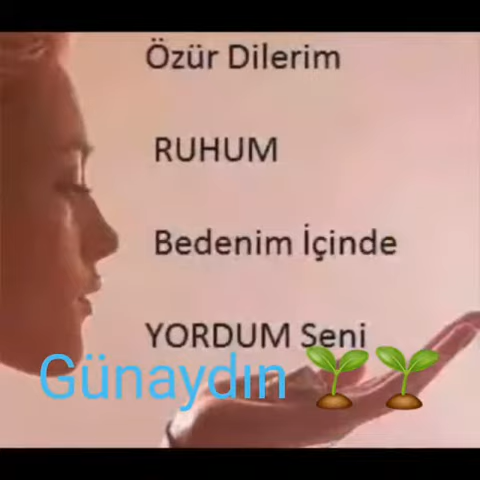 Özür Dilerim
RUHUM
Bedenim İçinde
YORDUM Seni
Günaydın 🌱🌱